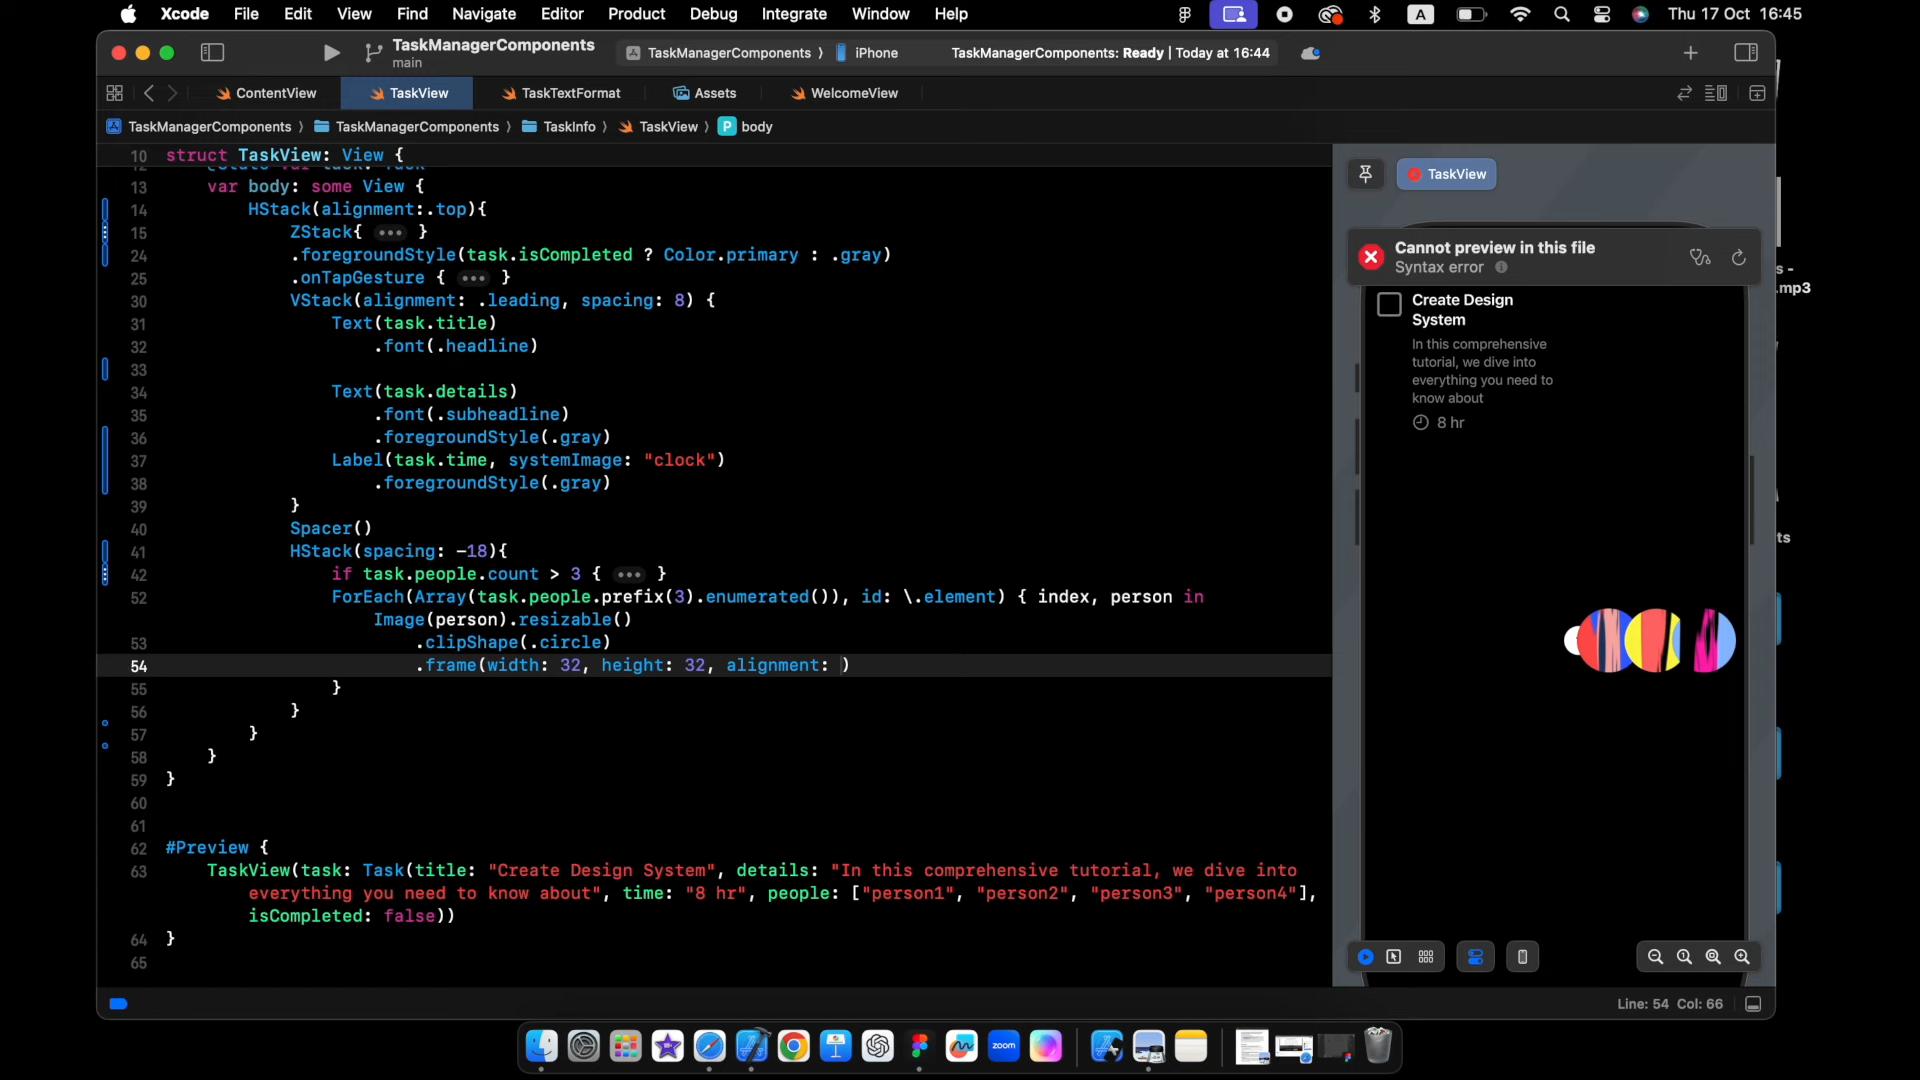 Xcode File Edit View Find Navigate Editor Product Debug Integrate Window Help A Thu 17 Oct 16:45
TaskManagerComponents
main
TaskManagerComponents ⟩ iPhone
TaskManagerComponents: Ready | Today at 16:44
ContentView TaskView TaskTextFormat Assets WelcomeView
TaskManagerComponents ⟩ TaskManagerComponents ⟩ TaskInfo ⟩ TaskView ⟩ P body
10 struct TaskView: View {
13 var body: some View {
14 HStack(alignment:.top){
15 ZStack{ ••• }
24 .foregroundStyle(task.isCompleted ? Color.primary : .gray)
25 .onTapGesture { ••• }
30 VStack(alignment: .leading, spacing: 8) {
31 Text(task.title)
32 .font(.headline)
33
34 Text(task.details)
35 .font(.subheadline)
36 .foregroundStyle(.gray)
37 Label(task.time, systemImage: "clock")
38 .foregroundStyle(.gray)
39 }
40 Spacer()
41 HStack(spacing: -18){
42 if task.people.count > 3 { ••• }
52 ForEach(Array(task.people.prefix(3).enumerated()), id: \.element) { index, person in
Image(person).resizable()
53 .clipShape(.circle)
54 .frame(width: 32, height: 32, alignment: )
55 }
56 }
57 }
58 }
59 }
60
61
62 #Preview {
63 TaskView(task: Task(title: "Create Design System", details: "In this comprehensive tutorial, we dive into
everything you need to know about", time: "8 hr", people: ["person1", "person2", "person3", "person4"],
isCompleted: false))
64 }
65
TaskView
Cannot preview in this file
Syntax error
Create Design
System
In this comprehensive
tutorial, we dive into
everything you need to
know about
8 hr
s -
.mp3
ts
Line: 54 Col: 66
zoom